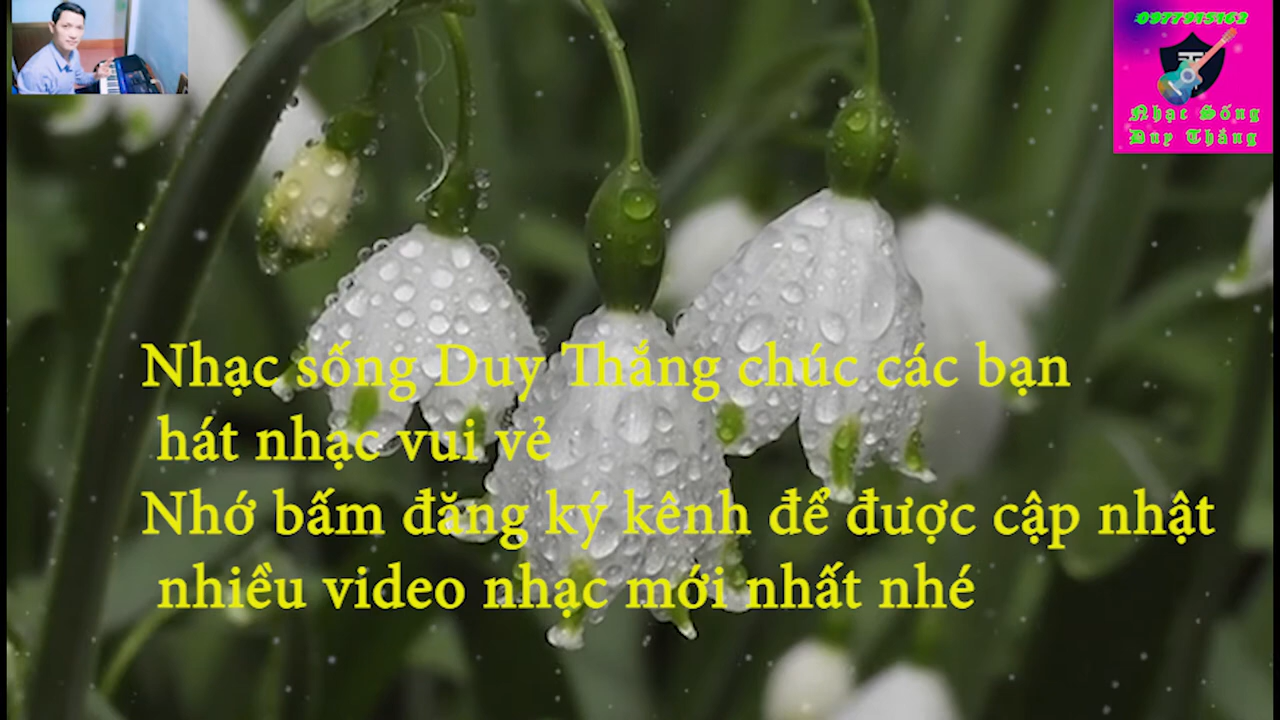 0977915162
Nhạc Sống
Duy Thắng
Nhạc sống Duy Thắng chúc các bạn
hát nhạc vui vẻ
Nhớ bấm đăng ký kênh để được cập nhật
nhiều video nhạc mới nhất nhé